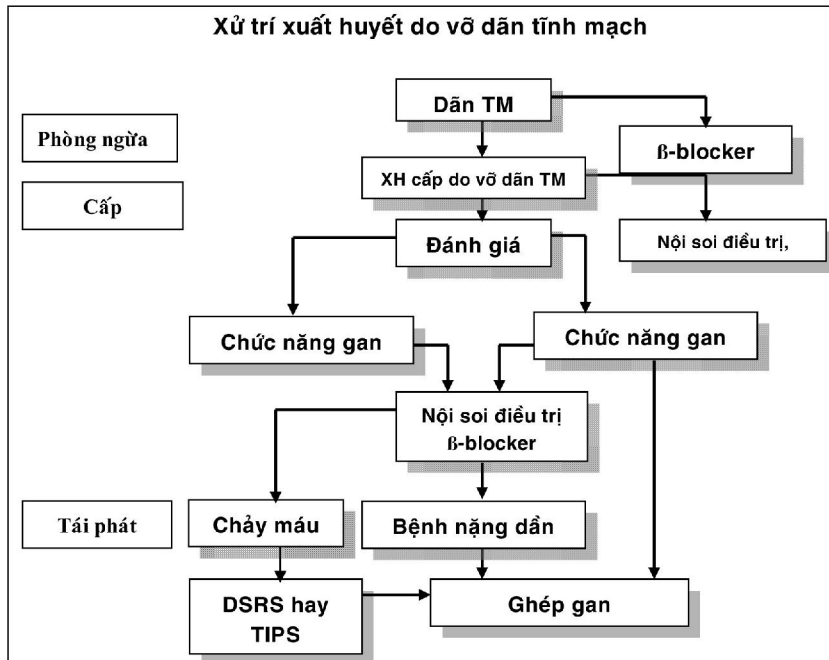 Xử trí xuất huyết do vỡ dãn tĩnh mạch
Dãn TM
Phòng ngừa
ß-blocker
XH cấp do vỡ dãn TM
Cấp
Đánh giá
Nội soi điều trị,
Chức năng gan
Chức năng gan
Nội soi điều trị
ß-blocker
Tái phát
Chảy máu
Bệnh nặng dẩn
DSRS hay
TIPS
Ghép gan